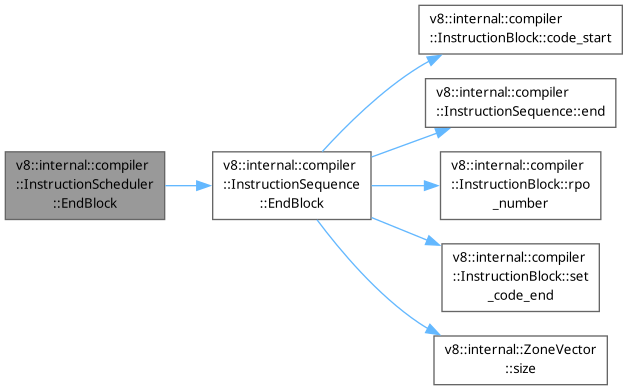 v8::internal::compiler
::InstructionScheduler
::EndBlock
v8::internal::compiler
::InstructionSequence
::EndBlock
v8::internal::compiler
::InstructionBlock::code_start
v8::internal::compiler
::InstructionSequence::end
v8::internal::compiler
::InstructionBlock::rpo
_number
v8::internal::compiler
::InstructionBlock::set
_code_end
v8::internal::ZoneVector
::size